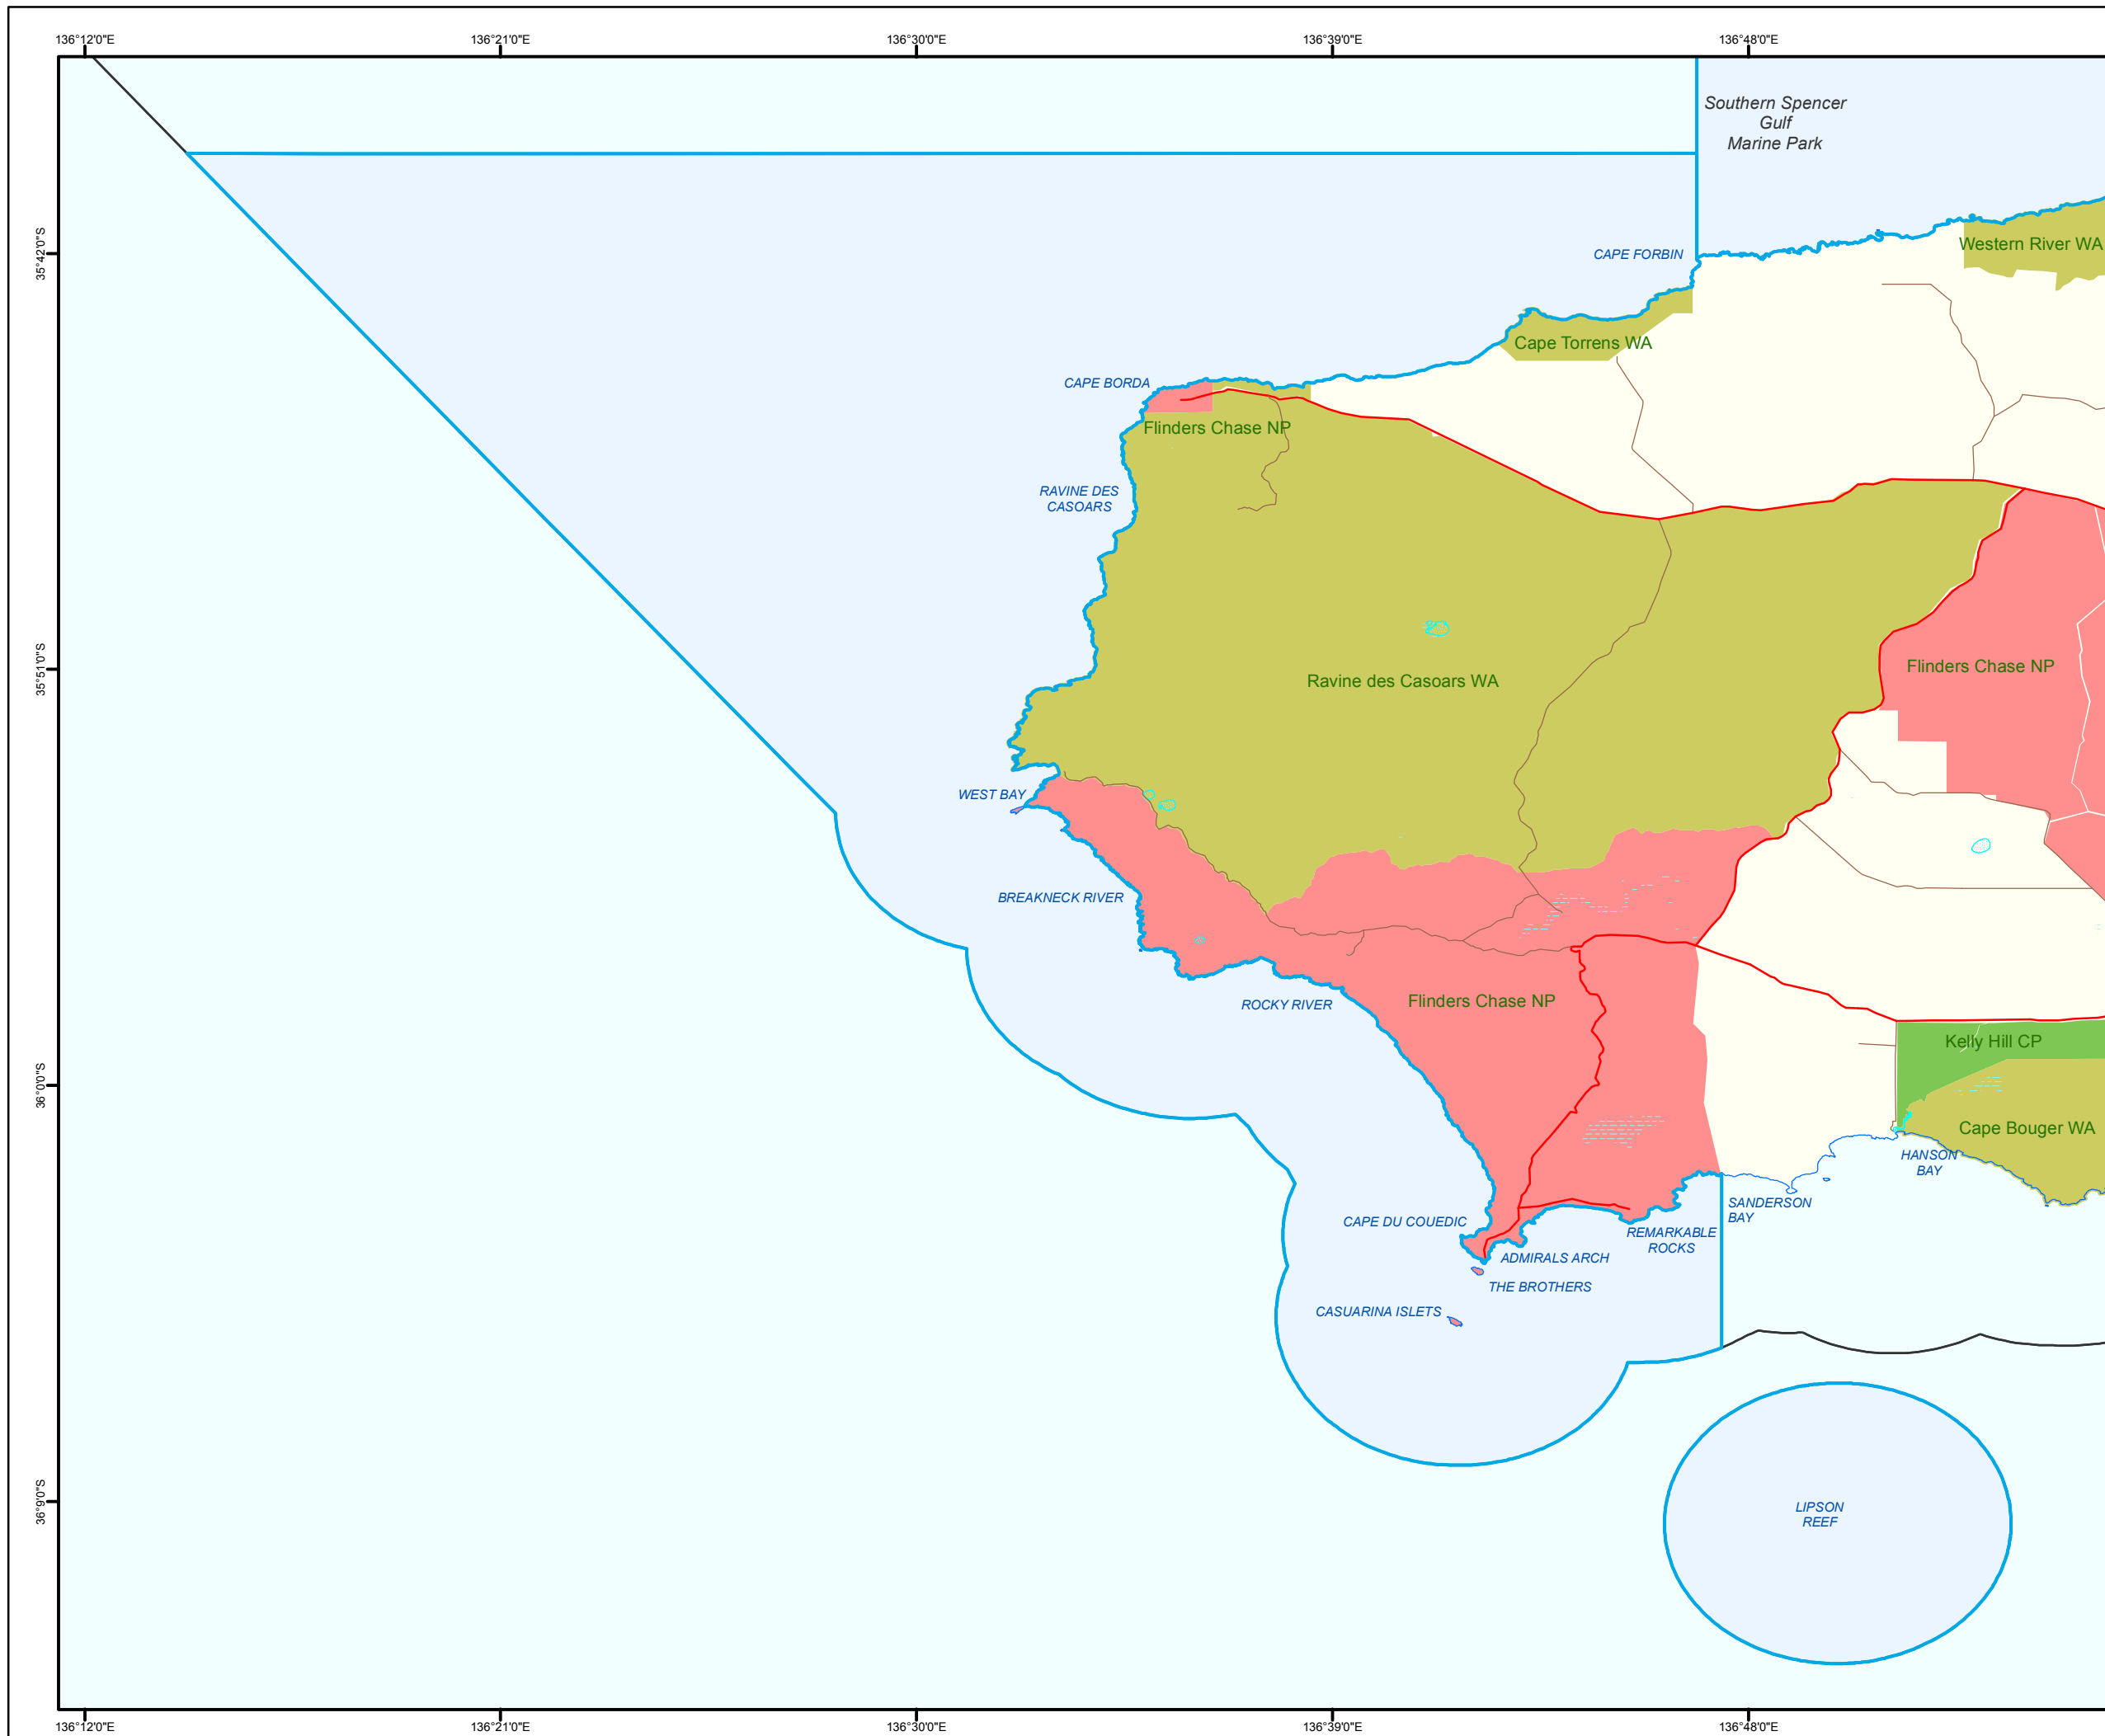 136°12'0"E
136°21'0"E
136°30'0"E
136°39'0"E
136°48'0"E
Southern Spencer
Gulf
Marine Park
35°42'0"S
CAPE FORBIN
Western River WA
Cape Torrens WA
CAPE BORDA
Flinders Chase NP
RAVINE DES
CASOARS
35°51'0"S
Flinders Chase NP
Ravine des Casoars WA
WEST BAY
BREAKNECK RIVER
ROCKY RIVER
Flinders Chase NP
Kelly Hill CP
36°0'0"S
Cape Bouger WA
HANSON
BAY
SANDERSON
BAY
CAPE DU COUEDIC
REMARKABLE
ROCKS
ADMIRALS ARCH
THE BROTHERS
CASUARINA ISLETS
36°9'0"S
LIPSON
REEF
136°12'0"E
136°21'0"E
136°30'0"E
136°39'0"E
136°48'0"E